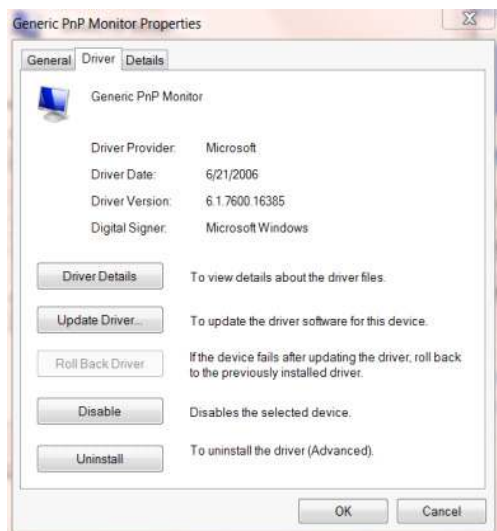 Generic PnP Monitor Properties
General Driver Details
Generic PnP Monitor
Driver Provider: Microsoft
Driver Date: 6/21/2006
Driver Version: 6.1.7600.16385
Digital Signer: Microsoft Windows
Driver Details To view details about the driver files.
Update Driver... To update the driver software for this device.
Roll Back Driver If the device fails after updating the driver, roll back
to the previously installed driver.
Disable Disables the selected device.
Uninstall To uninstall the driver (Advanced).
OK Cancel